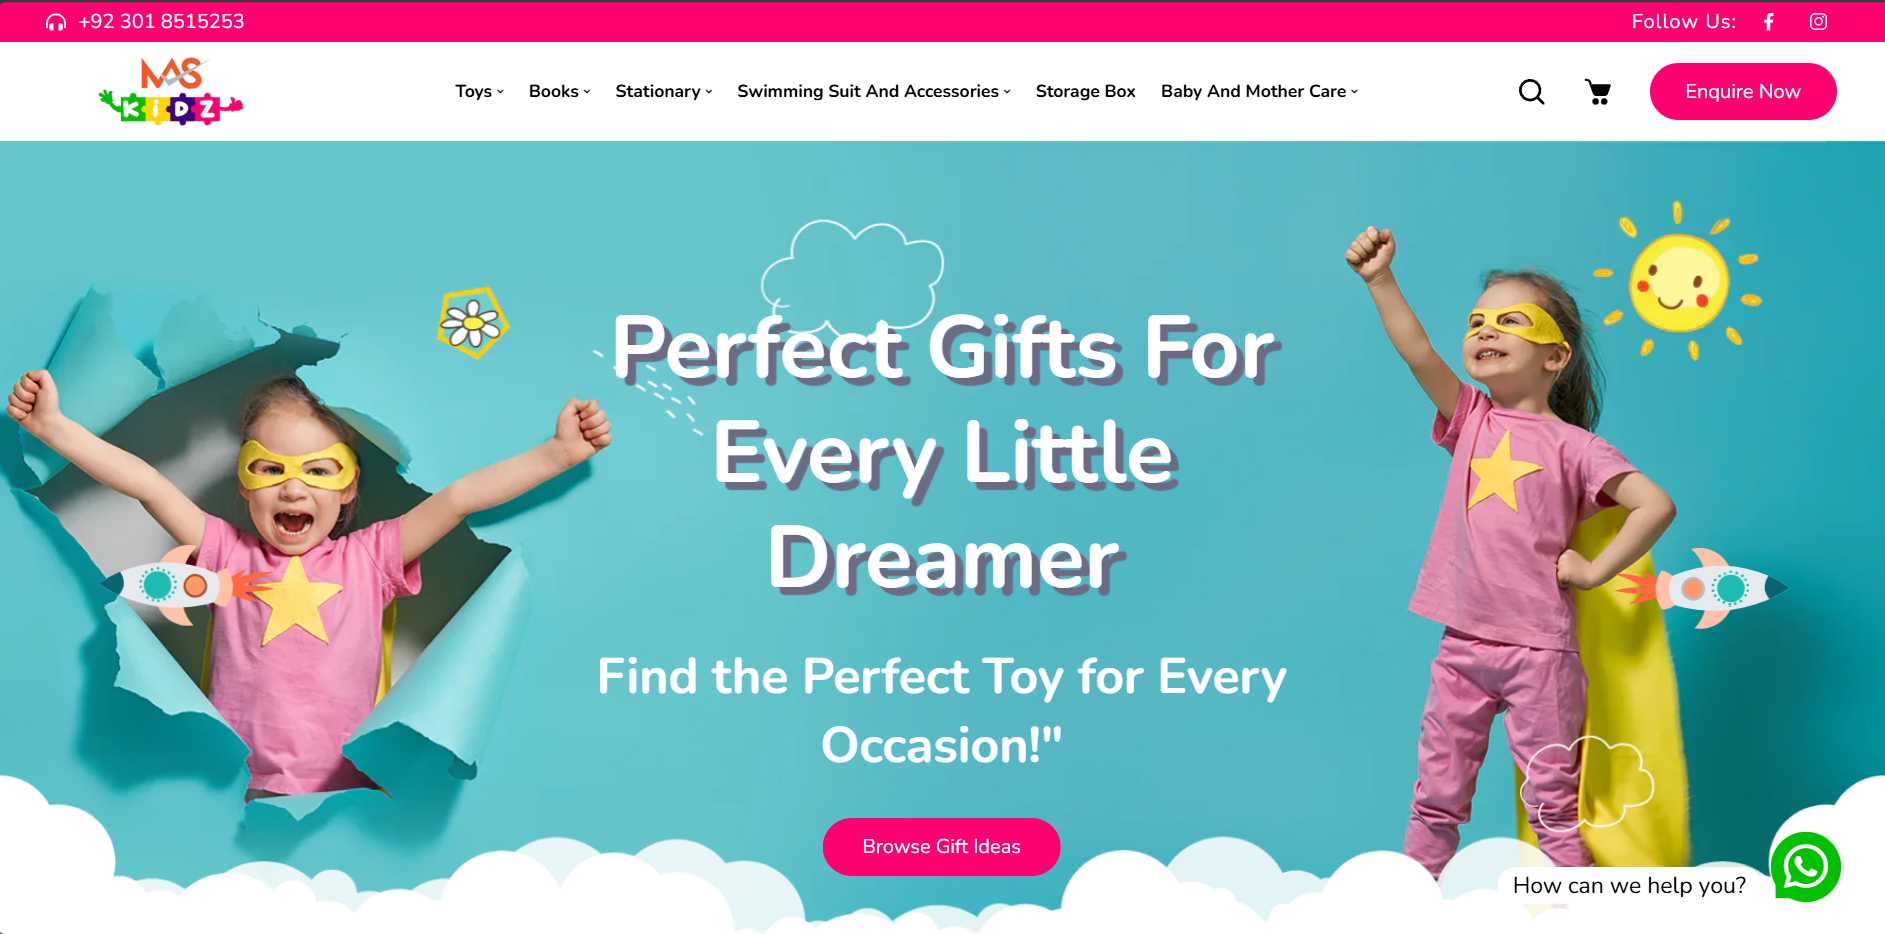 +92 301 8515253
Follow Us:
MAS
KiDZ
Toys
Books
Stationary
Swimming Suit And Accessories
Storage Box
Baby And Mother Care
Enquire Now
Perfect Gifts For
Every Little
Dreamer
Find the Perfect Toy for Every
Occasion!"
Browse Gift Ideas
How can we help you?